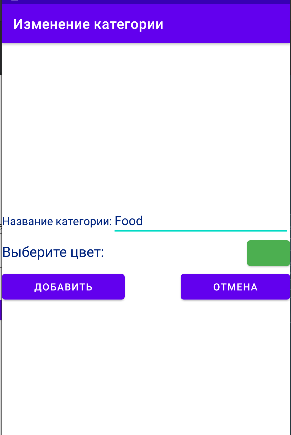 Изменение категории
Название категории: Food
Выберите цвет:
ДОБАВИТЬ ОТМЕНА